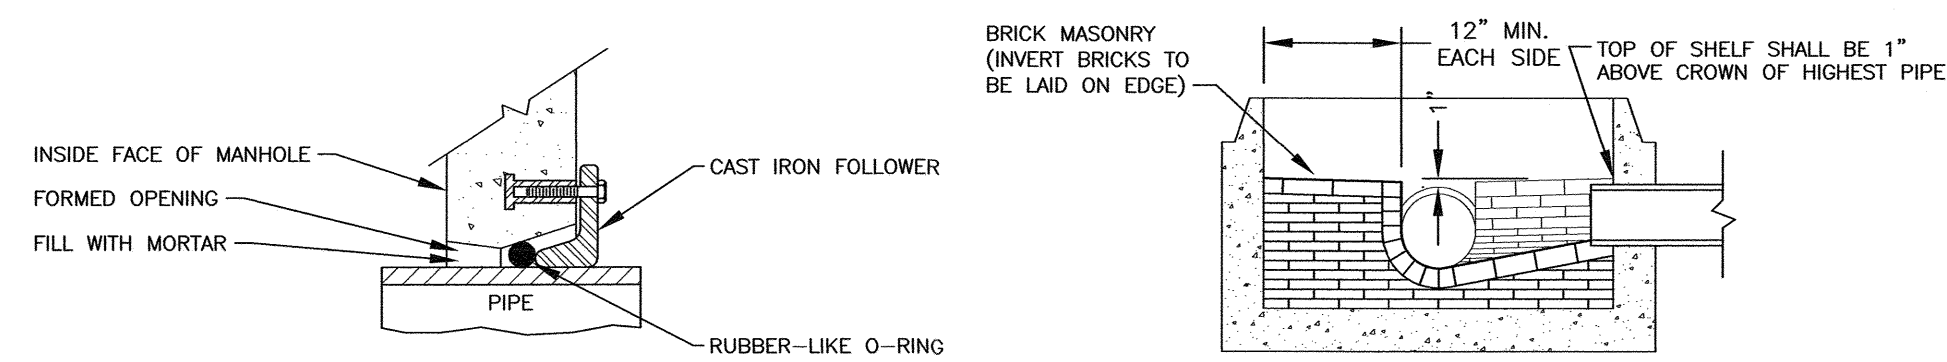 INSIDE FACE OF MANHOLE
FORMED OPENING
FILL WITH MORTAR
PIPE
CAST IRON FOLLOWER
RUBBER-LIKE O-RING
BRICK MASONRY
(INVERT BRICKS TO
BE LAID ON EDGE)
12" MIN.
EACH SIDE
1"
TOP OF SHELF SHALL BE 1"
ABOVE CROWN OF HIGHEST PIPE